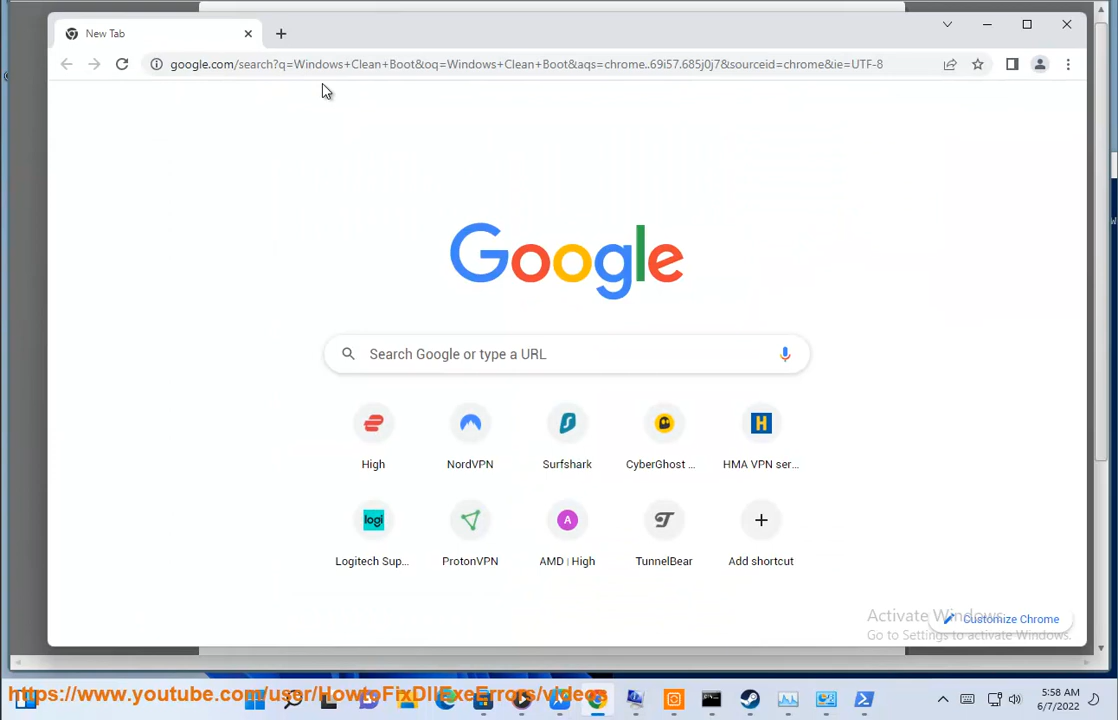 New Tab
google.com/search?q=Windows+Clean+Boot&oq=Windows+Clean+Boot&aqs=chrome..69i57.685j0j7&sourceid=chrome&ie=UTF-8
Google
Search Google or type a URL
High
NordVPN
Surfshark
CyberGhost ...
HMA VPN ser...
logi
A
Logitech Sup...
ProtonVPN
AMD | High
TunnelBear
Add shortcut
Activate Windows
Customize Chrome
Go to Settings to activate Windows.
https://www.youtube.com/user/HowtoFixDllExeErrors/videos
5:58 AM
6/7/2022